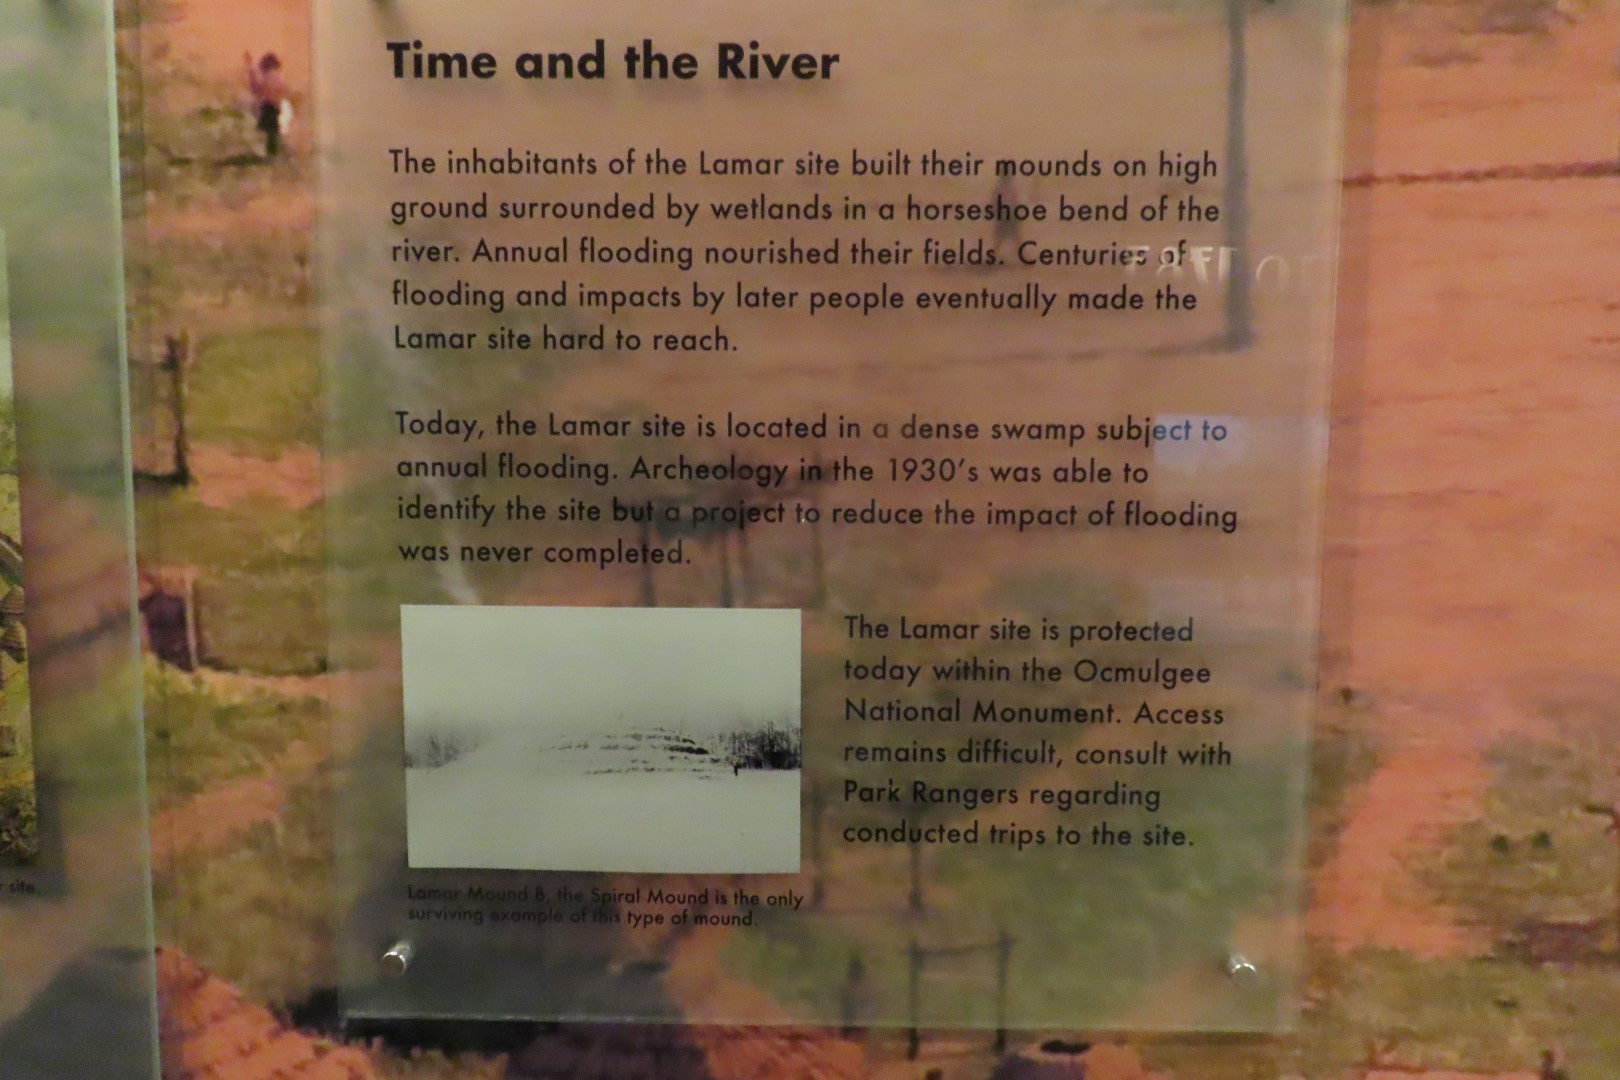 Time and the River
The inhabitants of the Lamar site built their mounds on high
ground surrounded by wetlands in a horseshoe bend of the
river. Annual flooding nourished their fields. Centuries of
flooding and impacts by later people eventually made the
Lamar site hard to reach.
Today, the Lamar site is located in a dense swamp subject to
annual flooding. Archeology in the 1930's was able to
identify the site but a project to reduce the impact of flooding
was never completed.
The Lamar site is protected
today within the Ocmulgee
National Monument. Access
remains difficult, consult with
Park Rangers regarding
conducted trips to the site.
Lamar Mound B, the Spiral Mound is the only
surviving example of this type of mound.
site.